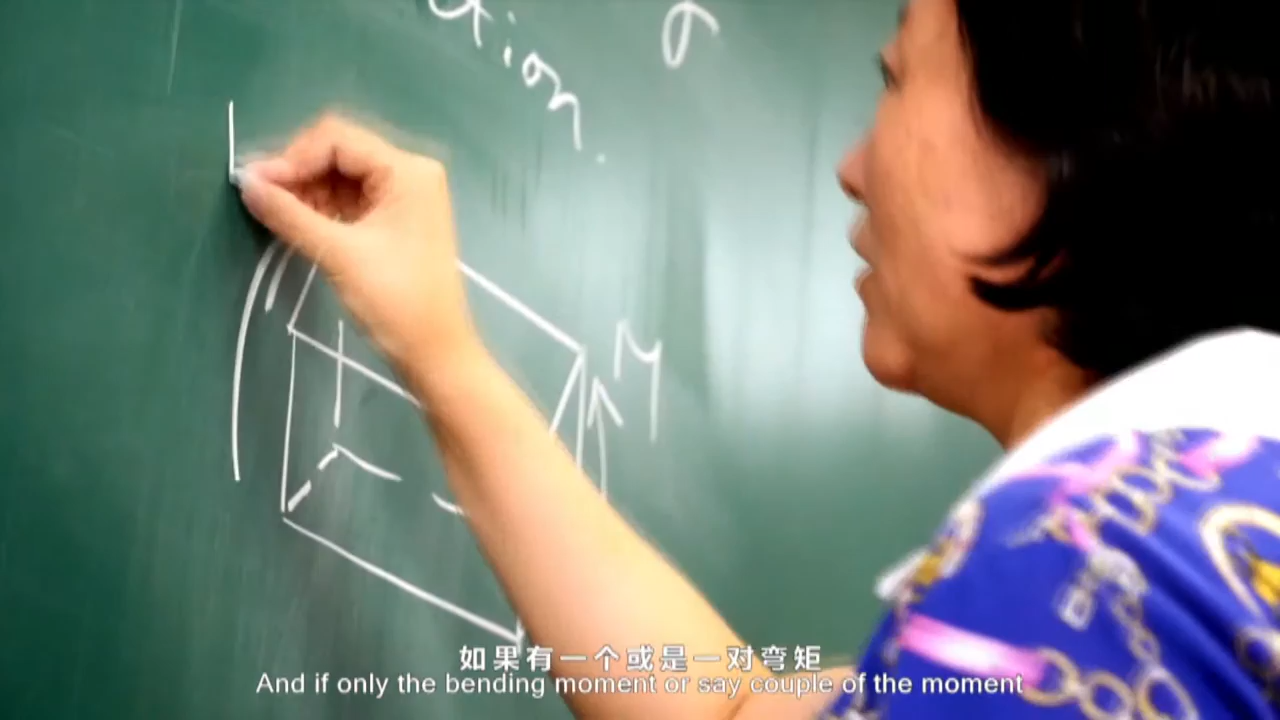 tion.
σ
M
如果有一个或是一对弯矩
And if only the bending moment or say couple of the moment